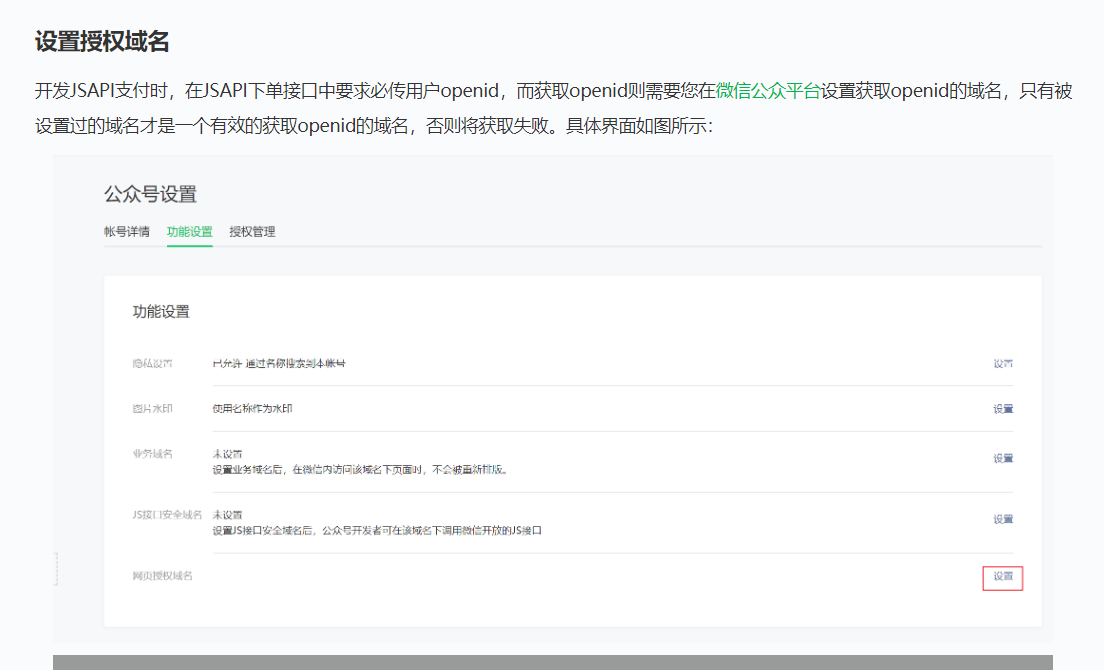 设置授权域名
开发JSAPI支付时，在JSAPI下单接口中要求必传用户openid，而获取openid则需要您在微信公众平台设置获取openid的域名，只有被
设置过的域名才是一个有效的获取openid的域名，否则将获取失败。具体界面如图所示：
公众号设置
帐号详情 功能设置 授权管理
功能设置
隐私设置 已允许 通过名称搜索到本帐号 设置
图片水印 使用名称作为水印 设置
业务域名 未设置 设置
设置业务域名后，在微信内访问该域名下页面时，不会被重新排版。
JS接口安全域名 未设置 设置
设置JS接口安全域名后，公众号开发者可在该域名下调用微信开放的JS接口
网页授权域名 设置